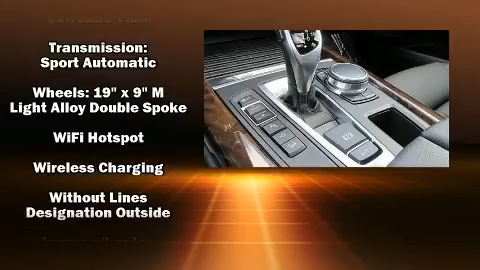 Transmission:
Sport Automatic
Wheels: 19" x 9" M
Light Alloy Double Spoke
WiFi Hotspot
Wireless Charging
Without Lines
Designation Outside